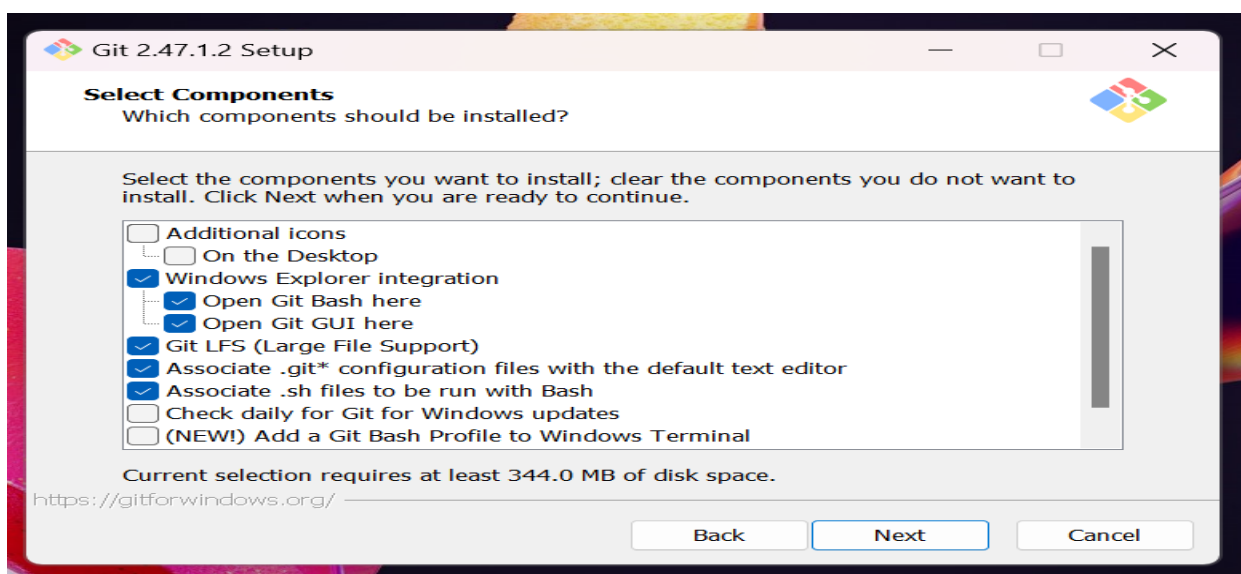 Git 2.47.1.2 Setup
Select Components
Which components should be installed?
Select the components you want to install; clear the components you do not want to
install. Click Next when you are ready to continue.
Additional icons
On the Desktop
Windows Explorer integration
Open Git Bash here
Open Git GUI here
Git LFS (Large File Support)
Associate .git* configuration files with the default text editor
Associate .sh files to be run with Bash
Check daily for Git for Windows updates
(NEW!) Add a Git Bash Profile to Windows Terminal
Current selection requires at least 344.0 MB of disk space.
https://gitforwindows.org/
Back Next Cancel